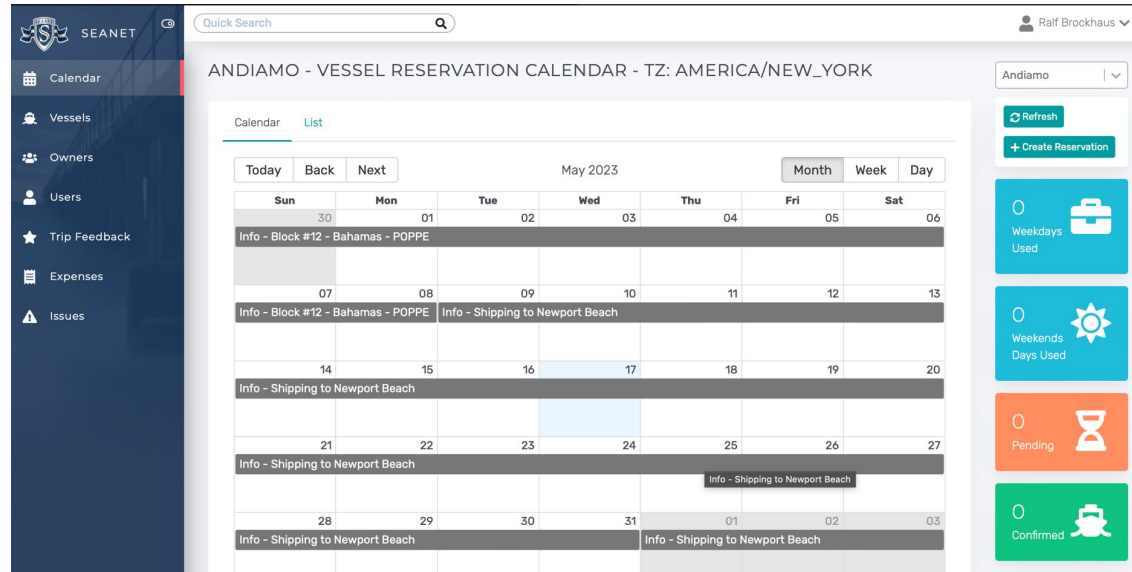 SEANET
Calendar
Vessels
Owners
Users
Trip Feedback
Expenses
Issues
Quick Search
Ralf Brockhaus
ANDIAMO - VESSEL RESERVATION CALENDAR - TZ: AMERICA/NEW_YORK
Calendar List
Today Back Next May 2023 Month Week Day
Sun Mon Tue Wed Thu Fri Sat
30 01 02 03 04 05 06
Info - Block #12 - Bahamas - POPPE
07 08 09 10 11 12 13
Info - Block #12 - Bahamas - POPPE Info - Shipping to Newport Beach
14 15 16 17 18 19 20
Info - Shipping to Newport Beach
21 22 23 24 25 26 27
Info - Shipping to Newport Beach
Info - Shipping to Newport Beach
28 29 30 31 01 02 03
Info - Shipping to Newport Beach Info - Shipping to Newport Beach
Andiamo
Refresh
+ Create Reservation
0
Weekdays
Used
0
Weekends
Days Used
0
Pending
0
Confirmed